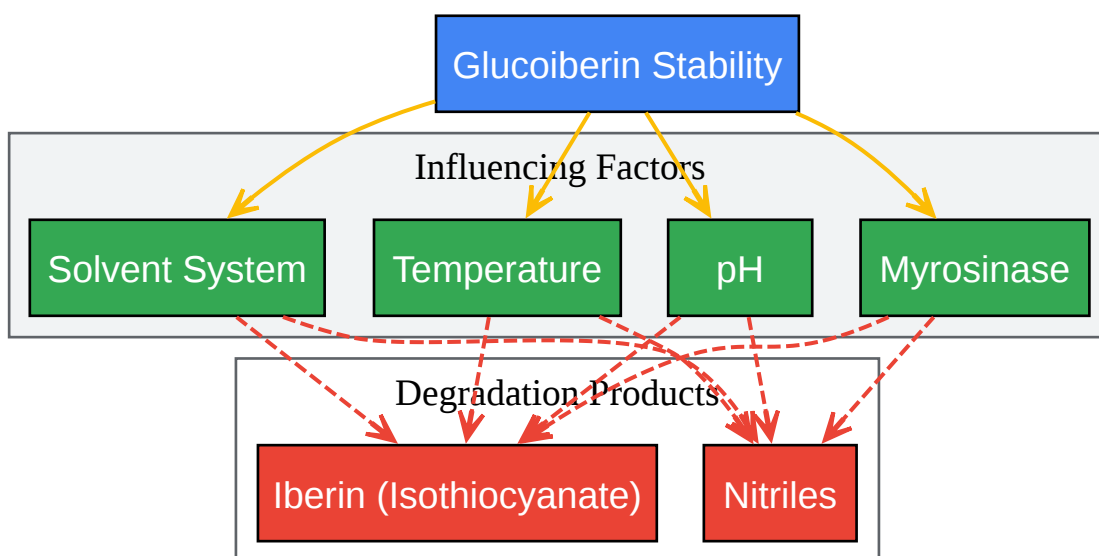 Glucoiberin Stability
Influencing Factors
Solvent System
Temperature
pH
Myrosinase
Degradation Products
Iberin (Isothiocyanate)
Nitriles